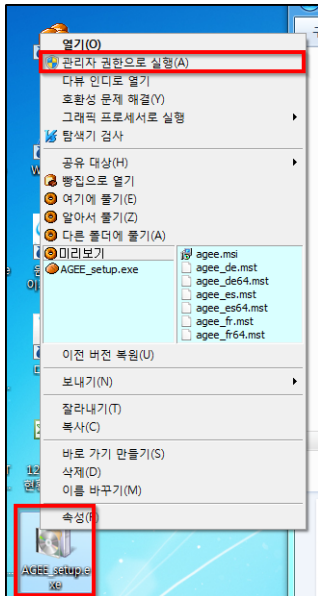 열기(O)
관리자 권한으로 실행(A)
다뷰 인디로 열기
호환성 문제 해결(Y)
그래픽 프로세서로 실행
탐색기 검사
공유 대상(H)
빵집으로 열기
여기에 풀기(E)
알아서 풀기(Z)
다른 폴더에 풀기(A)
미리보기
AGEE_setup.exe
agee.msi
agee_de.mst
agee_de64.mst
agee_es.mst
agee_es64.mst
agee_fr.mst
agee_fr64.mst
이전 버전 복원(U)
보내기(N)
잘라내기(T)
복사(C)
바로 가기 만들기(S)
삭제(D)
이름 바꾸기(M)
속성(R)
AGEE_setup.e
xe